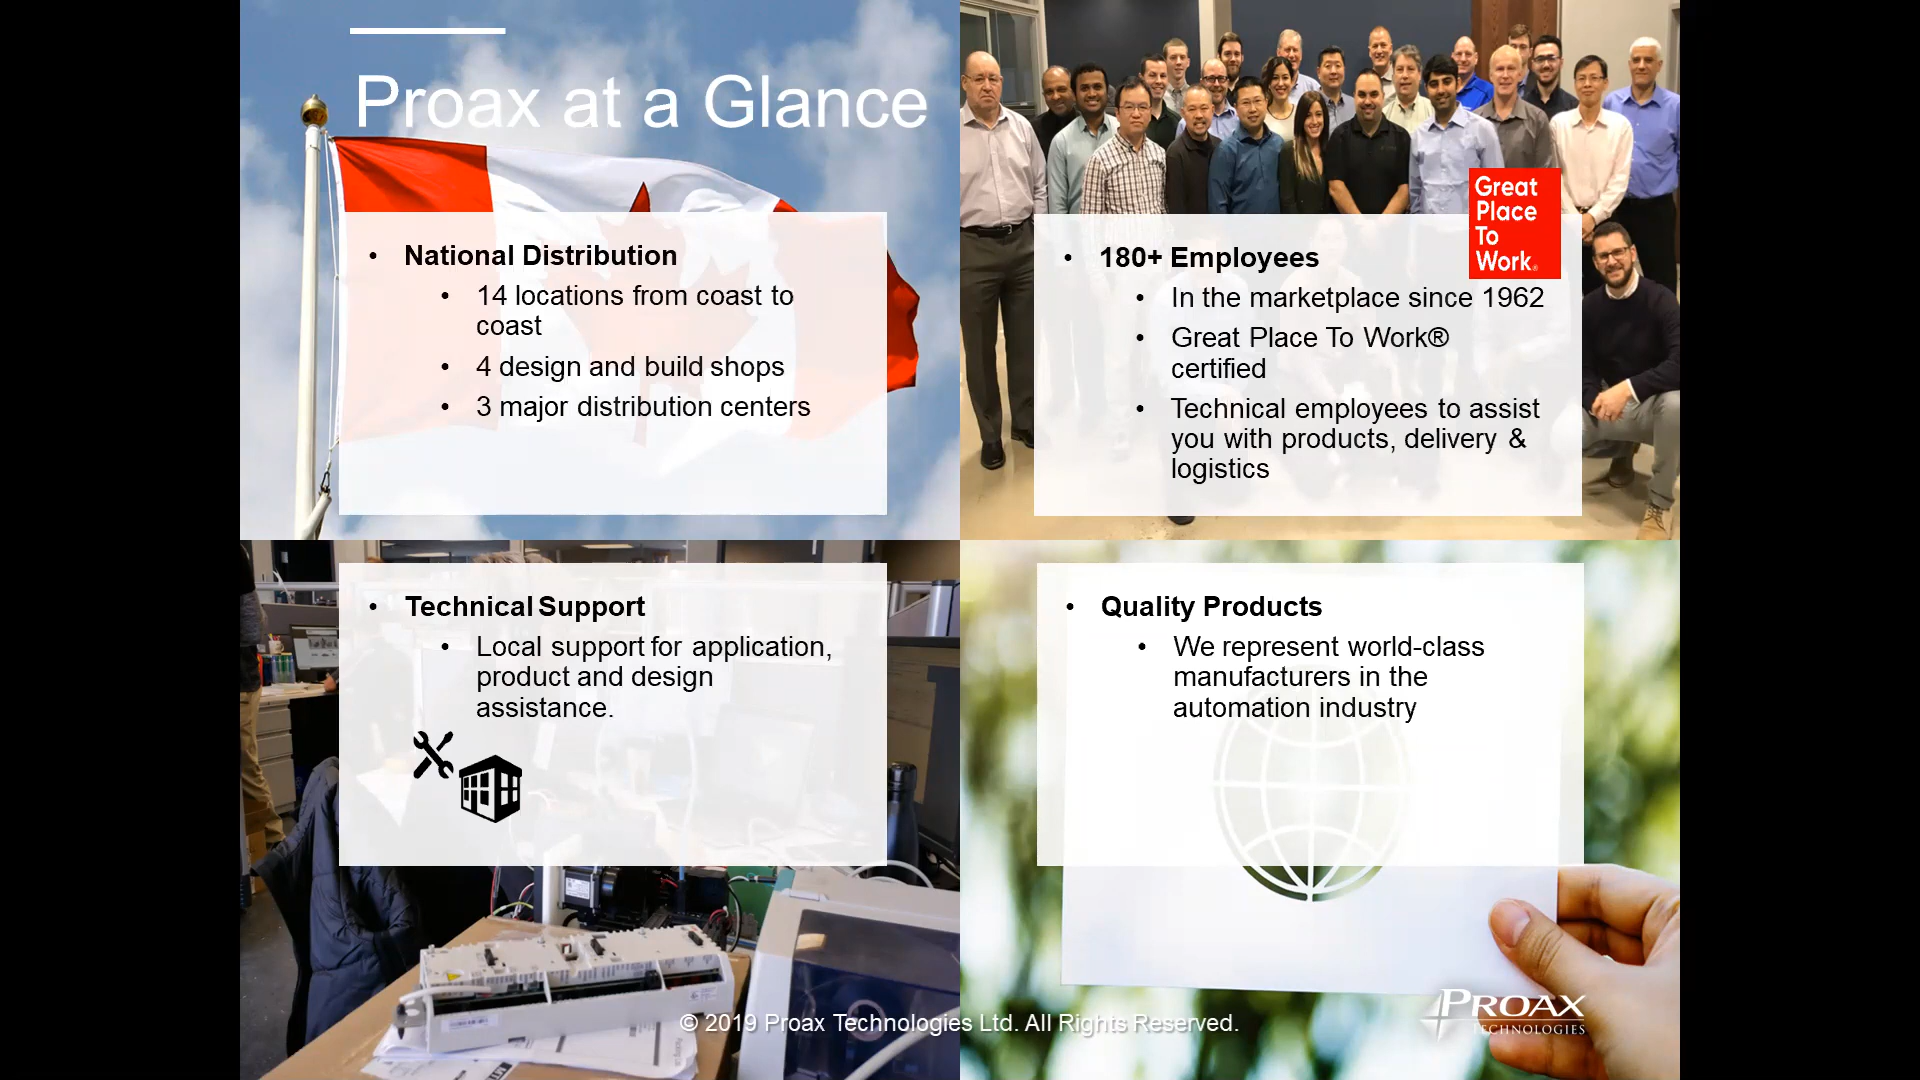 Proax at a Glance
• National Distribution
• 14 locations from coast to
coast
• 4 design and build shops
• 3 major distribution centers
Great
Place
To
Work®
• 180+ Employees
• In the marketplace since 1962
• Great Place To Work®
certified
• Technical employees to assist
you with products, delivery &
logistics
• Technical Support
• Local support for application,
product and design
assistance.
• Quality Products
• We represent world-class
manufacturers in the
automation industry
© 2019 Proax Technologies Ltd. All Rights Reserved.
PROAX
TECHNOLOGIES